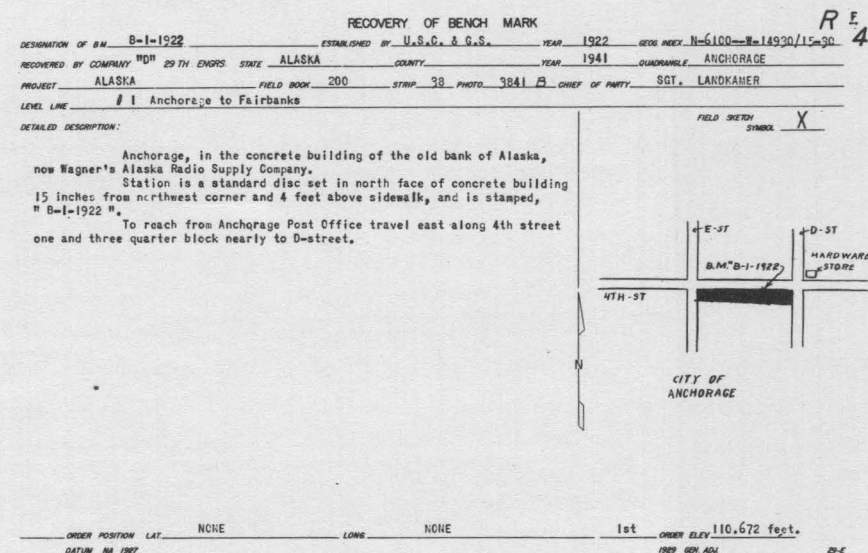 RECOVERY OF BENCH MARK
R F 4
DESIGNATION OF B M B-I-1922 ESTABLISHED BY U.S.C. & G.S. YEAR 1922 GEOG INDEX N-6100--W-14930/15-30
RECOVERED BY COMPANY "D" 29 TH ENGRS. STATE ALASKA COUNTY YEAR 1941 QUADRANGLE ANCHORAGE
PROJECT ALASKA FIELD BOOK 200 STRIP 38 PHOTO 3841 B CHIEF OF PARTY SGT. LANDKAMER
LEVEL LINE # 1 Anchorage to Fairbanks
DETAILED DESCRIPTION:
FIELD SKETCH
SYMBOL X
Anchorage, in the concrete building of the old bank of Alaska,
now Wagner's Alaska Radio Supply Company.
Station is a standard disc set in north face of concrete building
15 inches from northwest corner and 4 feet above sidewalk, and is stamped,
" B-I-1922 ".
To reach from Anchorage Post Office travel east along 4th street
one and three quarter block nearly to D-street.
E-ST
D-ST
HARDWARE
STORE
B.M."B-1-1922"
4TH-ST
N
CITY OF
ANCHORAGE
ORDER POSITION LAT NONE LONG NONE 1st ORDER ELEV 110.672 feet.
DATUM NA 1927 1929 GEN. ADJ. 29-E